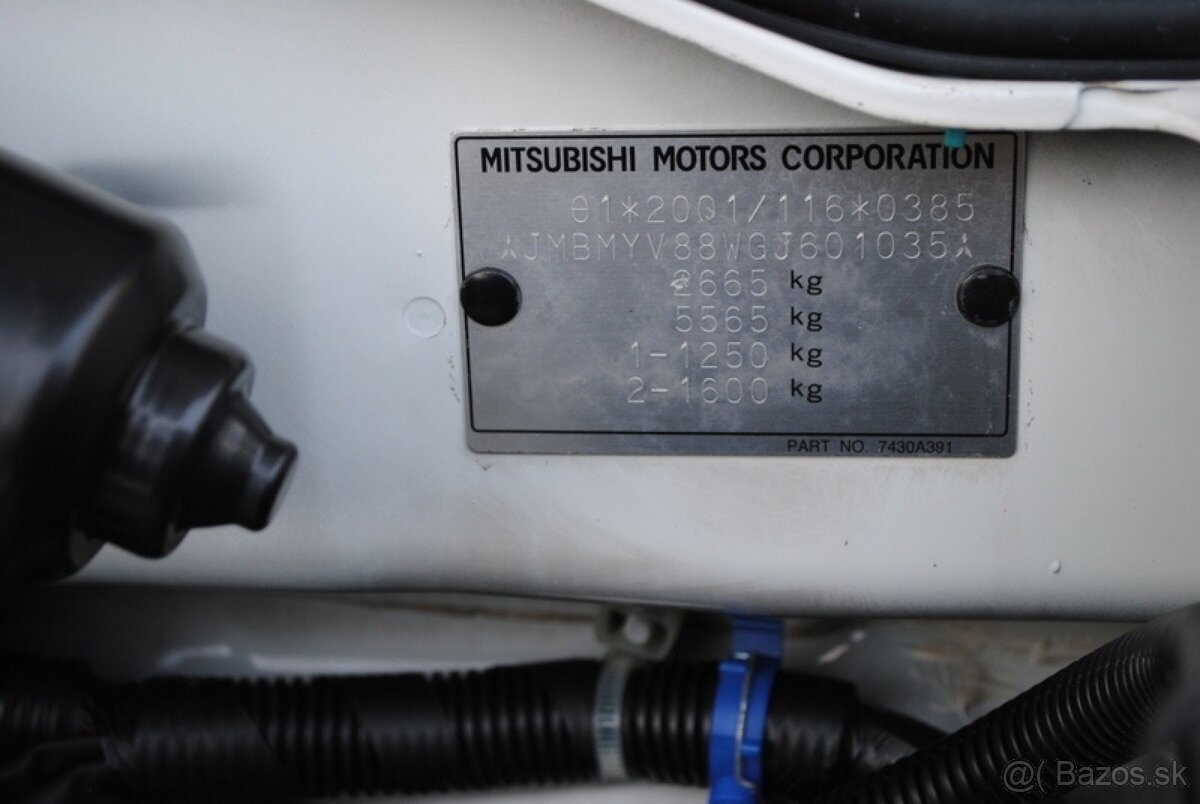 MITSUBISHI MOTORS CORPORATION
e1*2001/116*0385
JMBMYV88WGJ601035
2665 kg
5565 kg
1-1250 kg
2-1600 kg
PART NO. 7430A391
@( Bazos.sk